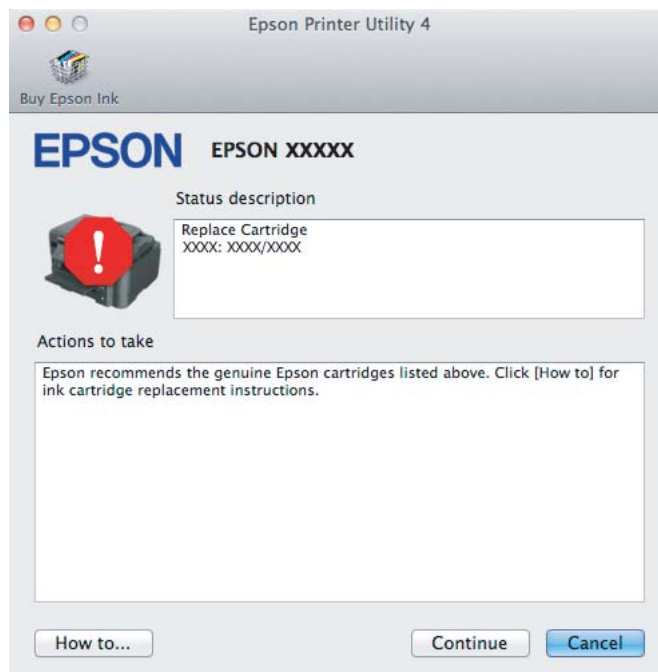 Epson Printer Utility 4
Buy Epson Ink
EPSON EPSON XXXXX
Status description
Replace Cartridge
XXXX: XXXX/XXXX
!
Actions to take
Epson recommends the genuine Epson cartridges listed above. Click [How to] for
ink cartridge replacement instructions.
How to... Continue Cancel